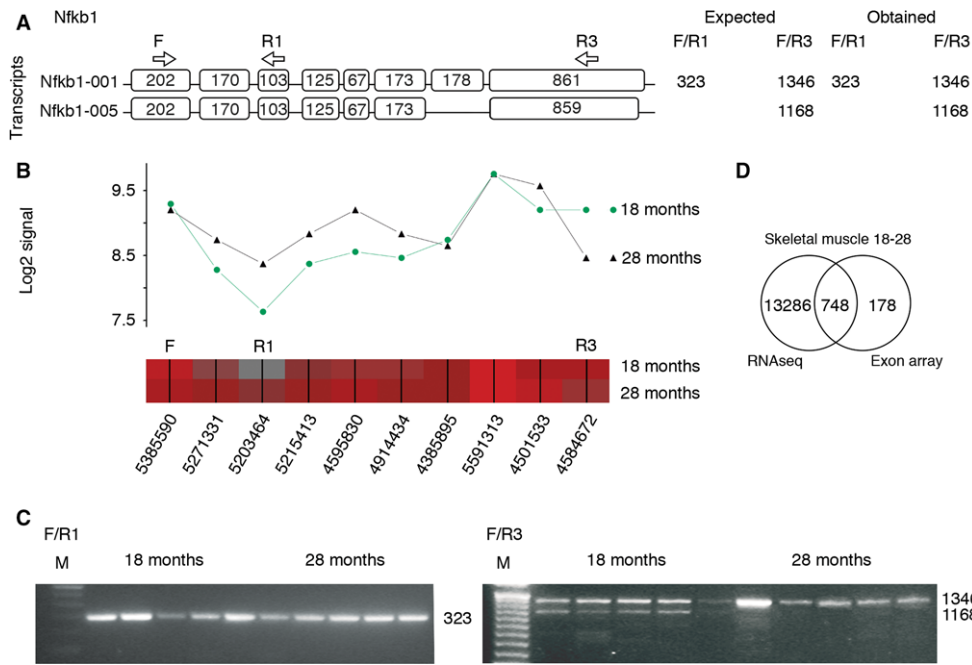 A
Nfkb1
Expected
Obtained
F
R1
R3
F/R1
F/R3
F/R1
F/R3
Transcripts
Nfkb1-001
202
170
103
125
67
173
178
861
323
1346
323
1346
Nfkb1-005
202
170
103
125
67
173
859
1168
1168
B
Log2 signal
9.5
8.5
7.5
18 months
28 months
F
R1
R3
18 months
28 months
5385590
5271331
5203464
5215413
4595830
4914434
4385895
5591313
4501533
4584672
D
Skeletal muscle 18-28
13286
748
178
RNAseq
Exon array
C
F/R1
M
18 months
28 months
323
F/R3
M
18 months
28 months
1346
1168